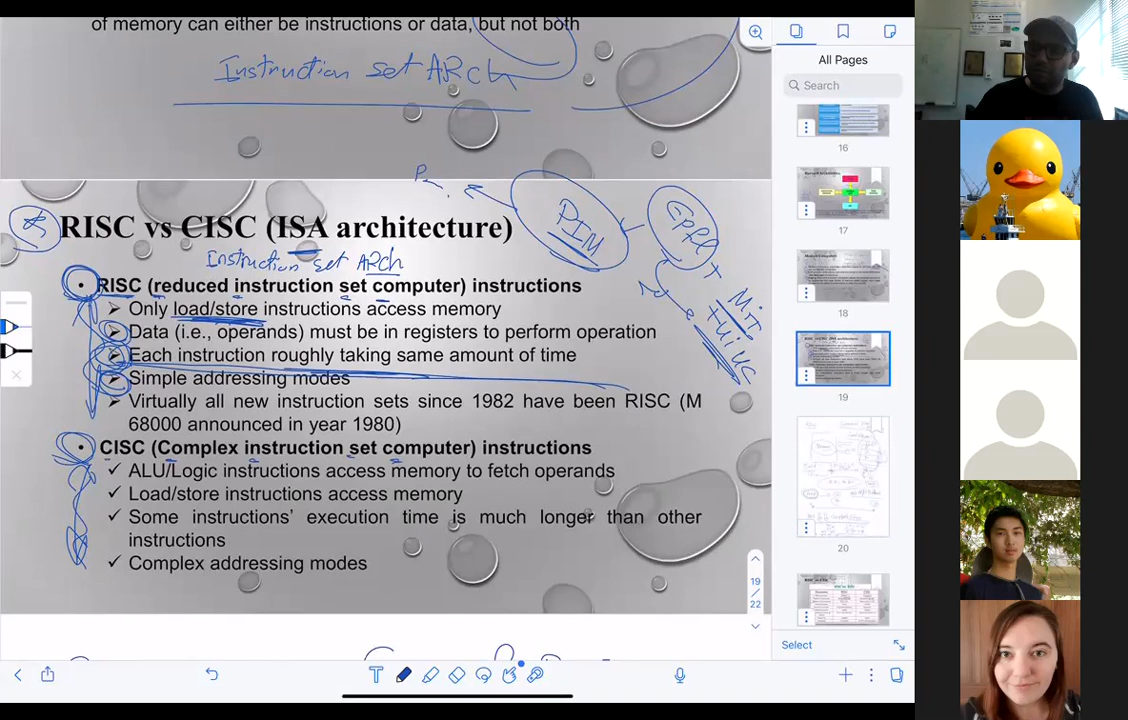 of memory can either be instructions or data, but not both
Instruction set ARch
RISC vs CISC (ISA architecture)
PIM
Instruction set ARch
MiT
RISC (reduced instruction set computer) instructions
Only load/store instructions access memory
Data (i.e., operands) must be in registers to perform operation
Each instruction roughly taking same amount of time
Simple addressing modes
Virtually all new instruction sets since 1982 have been RISC (M
68000 announced in year 1980)
CISC (Complex instruction set computer) instructions
ALU/Logic instructions access memory to fetch operands
Load/store instructions access memory
Some instructions' execution time is much longer than other
instructions
Complex addressing modes
19
/
22
T
All Pages
Search
16
17
18
19
20
RISC vs CISC
Select